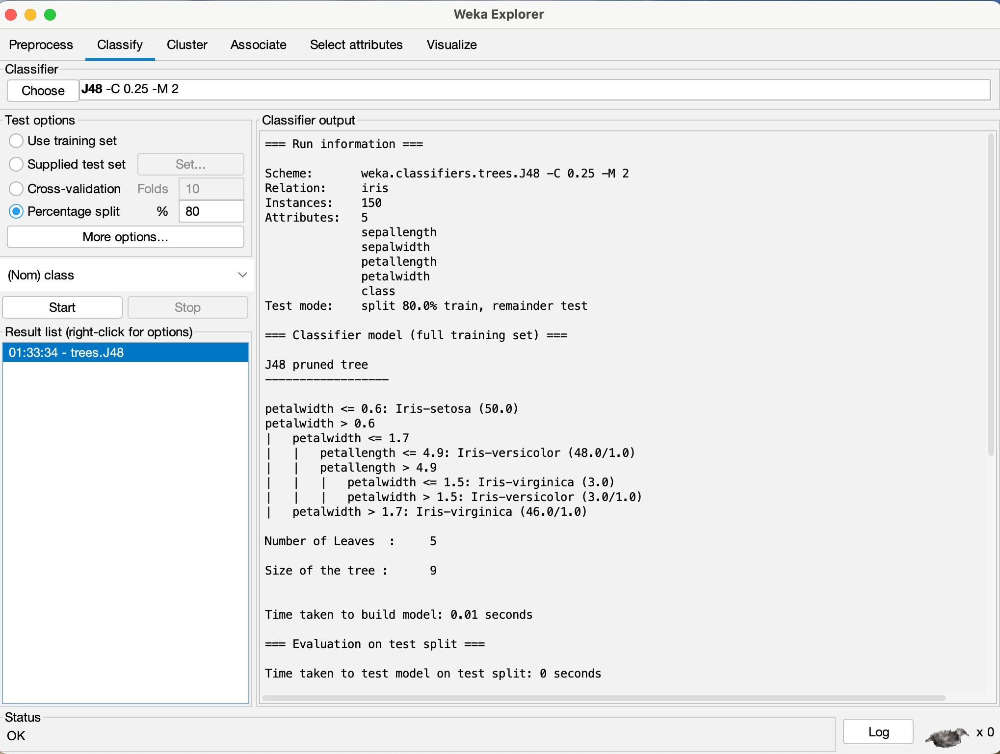 Weka Explorer
Preprocess Classify Cluster Associate Select attributes Visualize
Classifier
Choose J48 -C 0.25 -M 2
Test options
Use training set
Supplied test set Set...
Cross-validation Folds 10
Percentage split % 80
More options...
(Nom) class
Start Stop
Result list (right-click for options)
01:33:34 - trees.J48
Classifier output
=== Run information ===
Scheme: weka.classifiers.trees.J48 -C 0.25 -M 2
Relation: iris
Instances: 150
Attributes: 5
sepallength
sepalwidth
petallength
petalwidth
class
Test mode: split 80.0% train, remainder test
=== Classifier model (full training set) ===
J48 pruned tree
------------------
petalwidth <= 0.6: Iris-setosa (50.0)
petalwidth > 0.6
|   petalwidth <= 1.7
|   |   petallength <= 4.9: Iris-versicolor (48.0/1.0)
|   |   petallength > 4.9
|   |   |   petalwidth <= 1.5: Iris-virginica (3.0)
|   |   |   petalwidth > 1.5: Iris-versicolor (3.0/1.0)
|   petalwidth > 1.7: Iris-virginica (46.0/1.0)
Number of Leaves  : 5
Size of the tree : 9
Time taken to build model: 0.01 seconds
=== Evaluation on test split ===
Time taken to test model on test split: 0 seconds
Status
OK
Log x 0